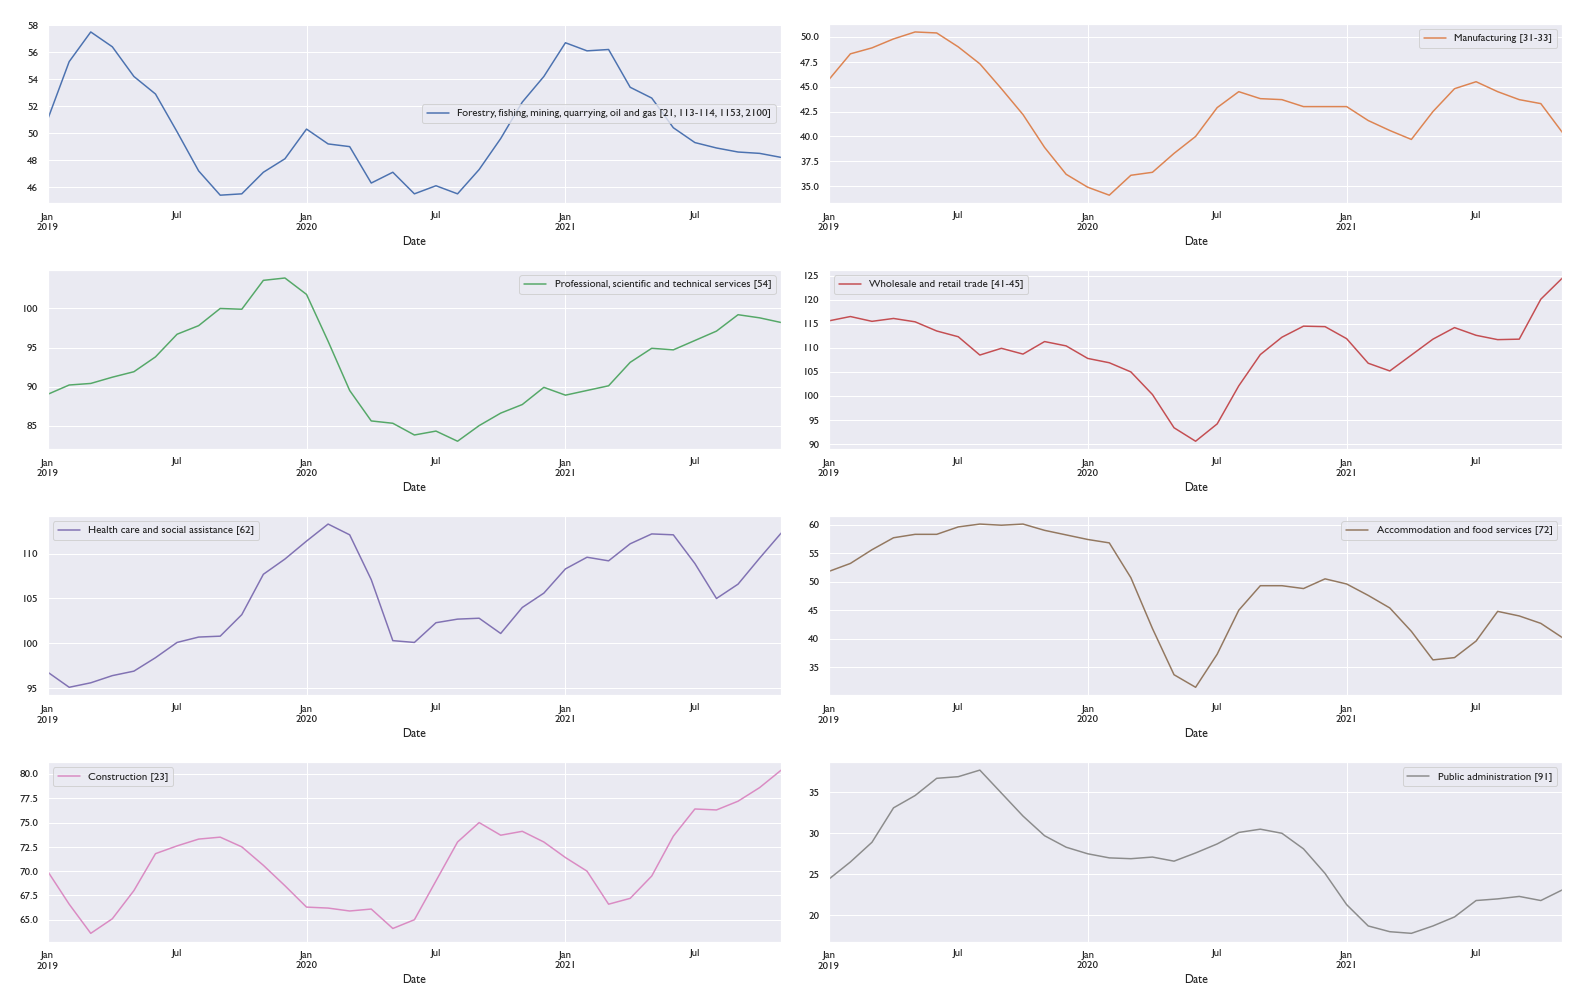 58
56
54
52
50
48
46
Forestry, fishing, mining, quarrying, oil and gas [21, 113-114, 1153, 2100]
Jan Jul Jan Jul Jan Jul
2019 2020 2021
Date
50.0
47.5
45.0
42.5
40.0
37.5
35.0
Manufacturing [31-33]
Jan Jul Jan Jul Jan Jul
2019 2020 2021
Date
100
95
90
85
Professional, scientific and technical services [54]
Jan Jul Jan Jul Jan Jul
2019 2020 2021
Date
125
120
115
110
105
100
95
90
Wholesale and retail trade [41-45]
Jan Jul Jan Jul Jan Jul
2019 2020 2021
Date
110
105
100
95
Health care and social assistance [62]
Jan Jul Jan Jul Jan Jul
2019 2020 2021
Date
60
55
50
45
40
35
Accommodation and food services [72]
Jan Jul Jan Jul Jan Jul
2019 2020 2021
Date
80.0
77.5
75.0
72.5
70.0
67.5
65.0
Construction [23]
Jan Jul Jan Jul Jan Jul
2019 2020 2021
Date
35
30
25
20
Public administration [91]
Jan Jul Jan Jul Jan Jul
2019 2020 2021
Date